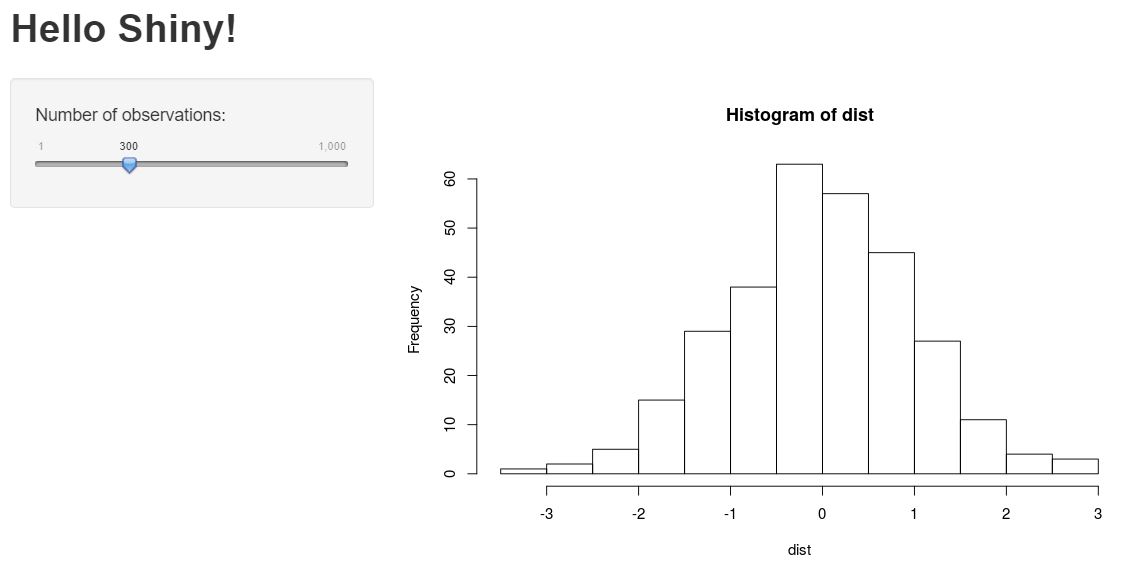 Hello Shiny!
Number of observations:
1 300 1,000
Histogram of dist
Frequency
60
50
40
30
20
10
0
-3 -2 -1 0 1 2 3
dist